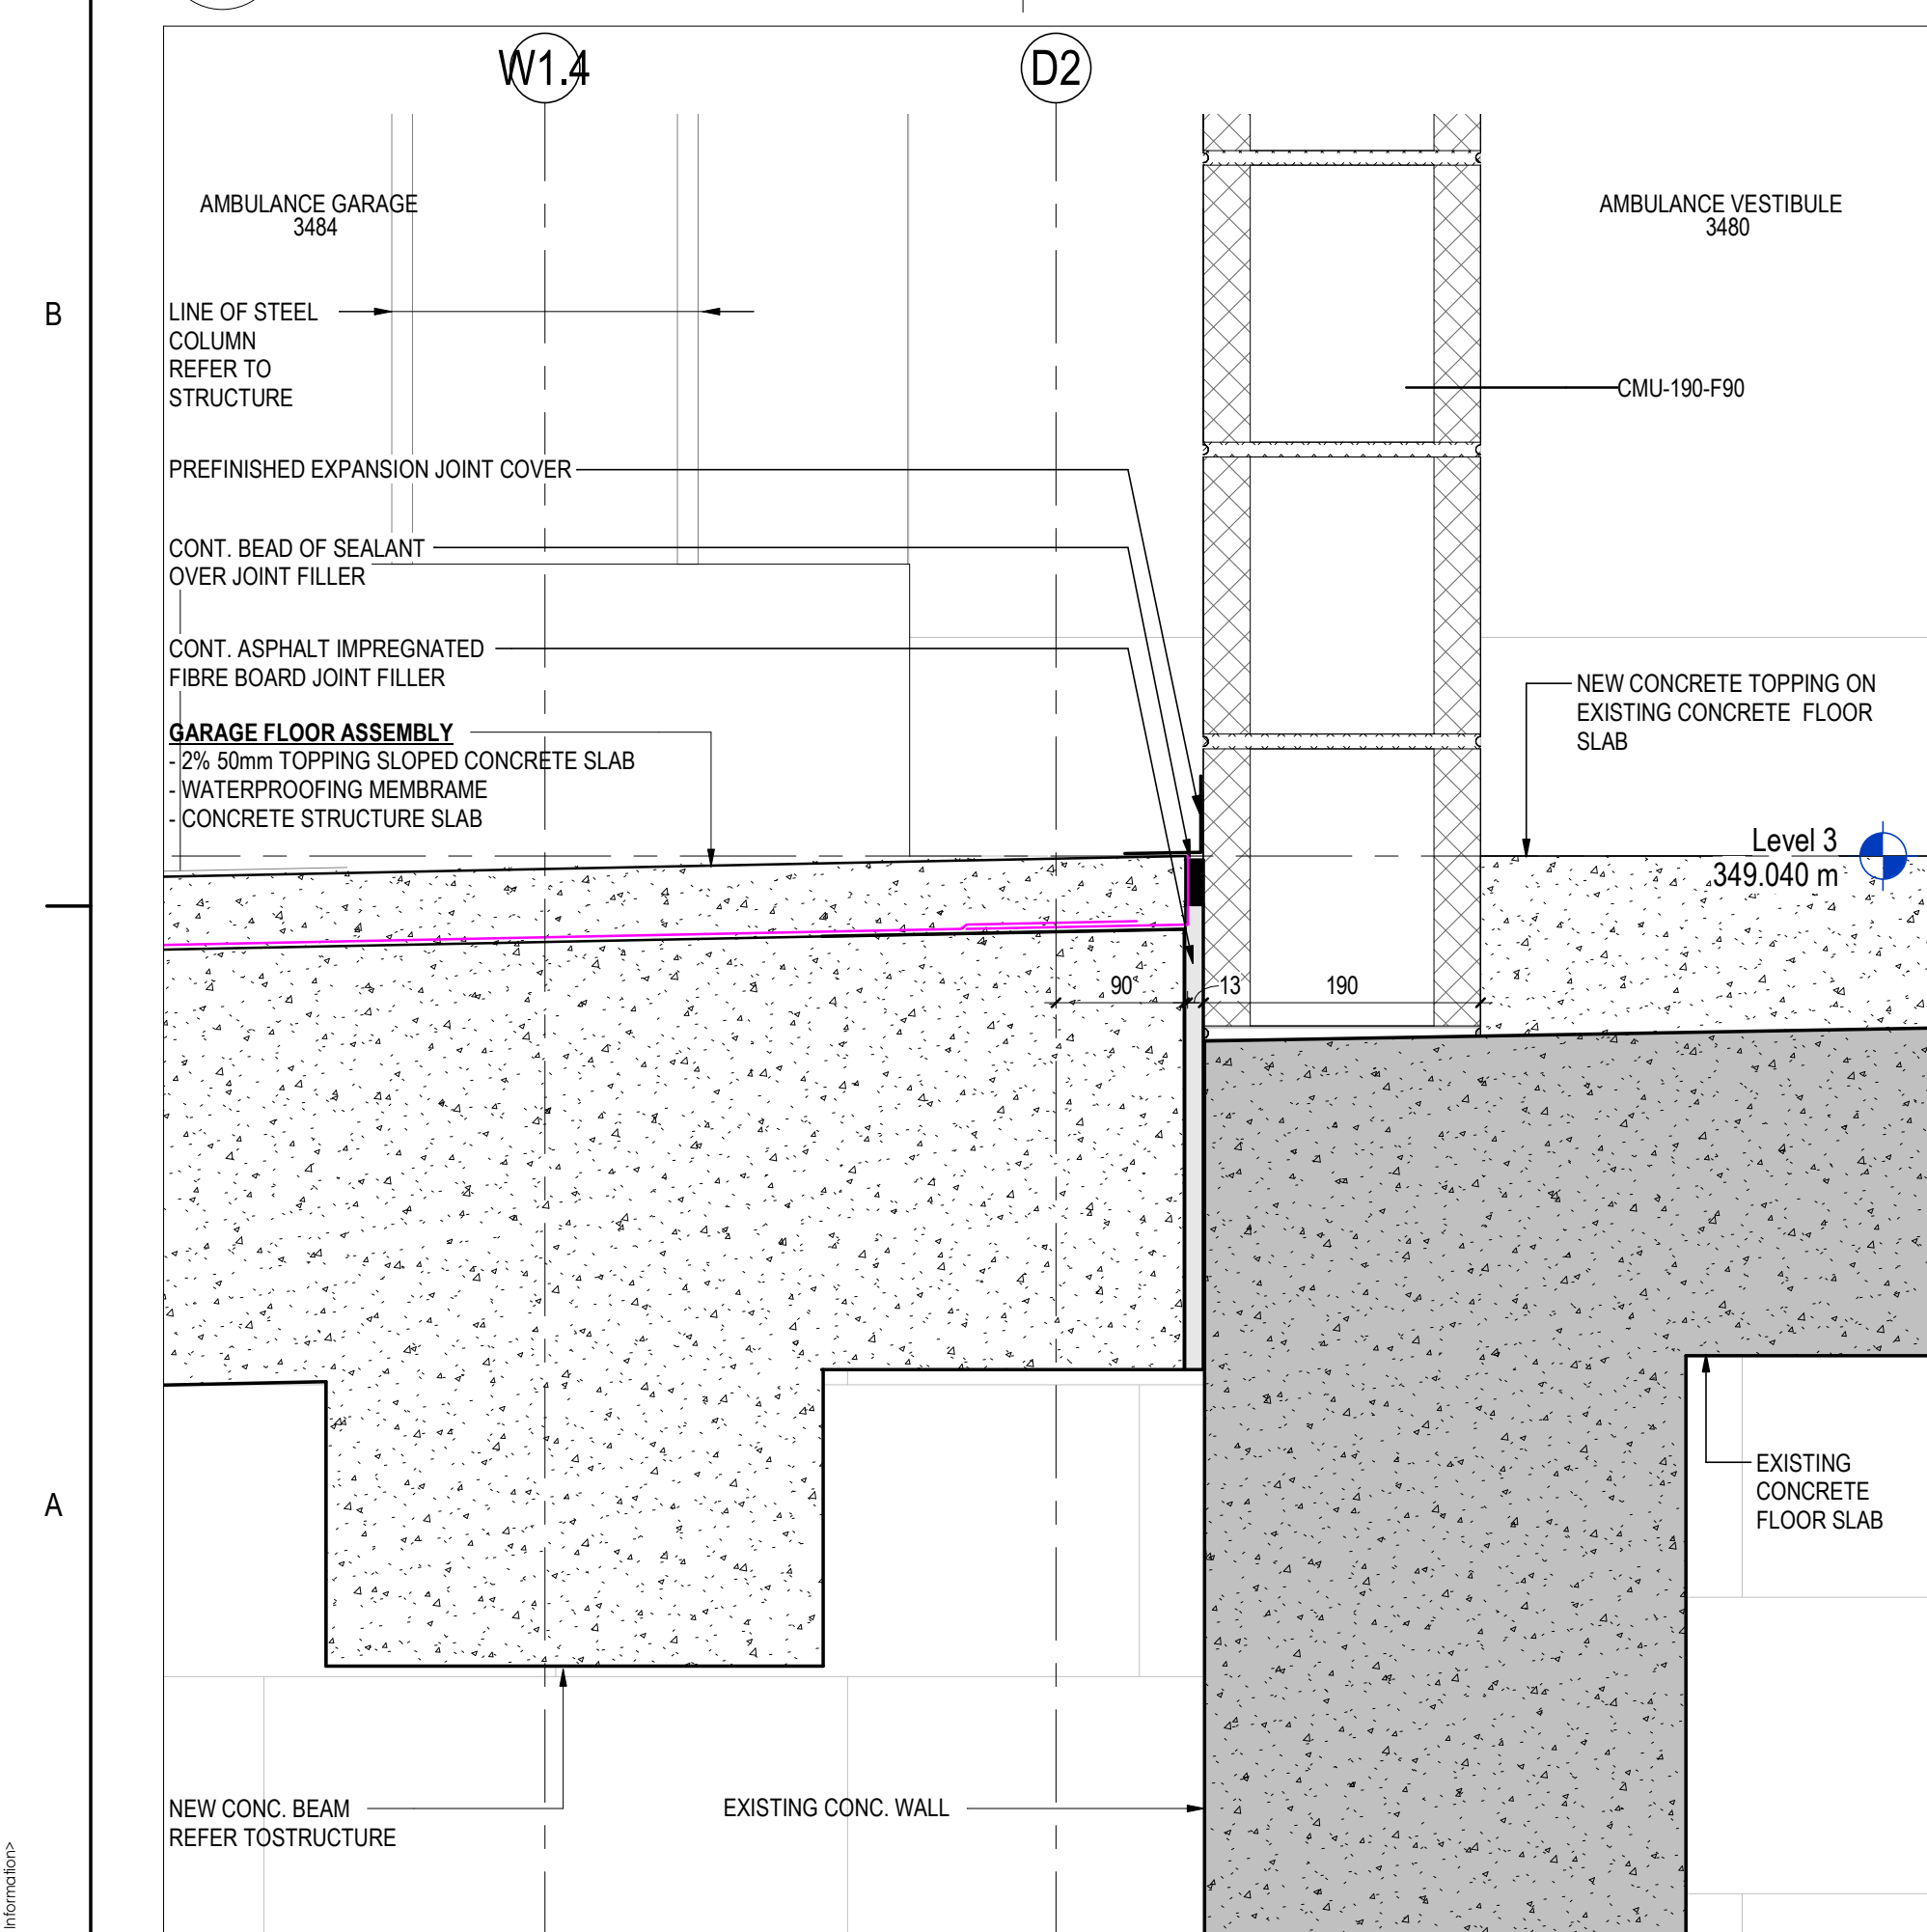 W1.4
D2
AMBULANCE GARAGE
3484
AMBULANCE VESTIBULE
3480
B
LINE OF STEEL
COLUMN
REFER TO
STRUCTURE
CMU-190-F90
PREFINISHED EXPANSION JOINT COVER
CONT. BEAD OF SEALANT
OVER JOINT FILLER
CONT. ASPHALT IMPREGNATED
FIBRE BOARD JOINT FILLER
NEW CONCRETE TOPPING ON
EXISTING CONCRETE FLOOR
SLAB
GARAGE FLOOR ASSEMBLY
- 2% 50mm TOPPING SLOPED CONCRETE SLAB
- WATERPROOFING MEMBRAME
- CONCRETE STRUCTURE SLAB
Level 3
349.040 m
90
13
190
A
EXISTING
CONCRETE
FLOOR SLAB
NEW CONC. BEAM
REFER TOSTRUCTURE
EXISTING CONC. WALL
Information>